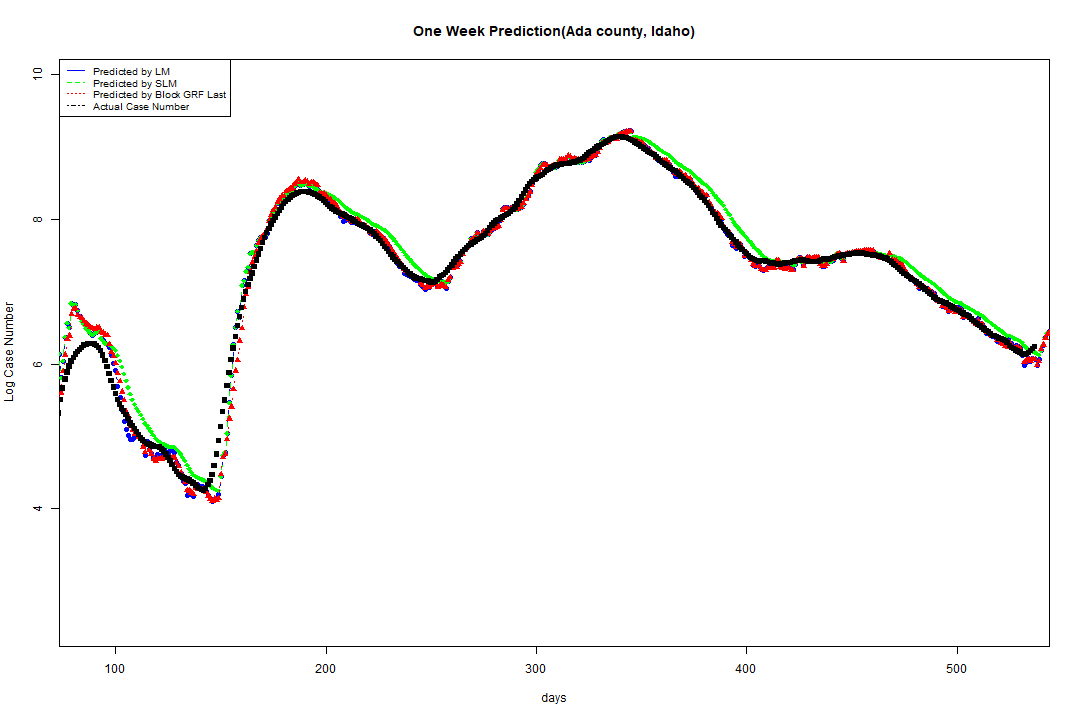 One Week Prediction(Ada county, Idaho)
Predicted by LM
Predicted by SLM
Predicted by Block GRF Last
Actual Case Number
10
8
6
4
Log Case Number
100 200 300 400 500
days